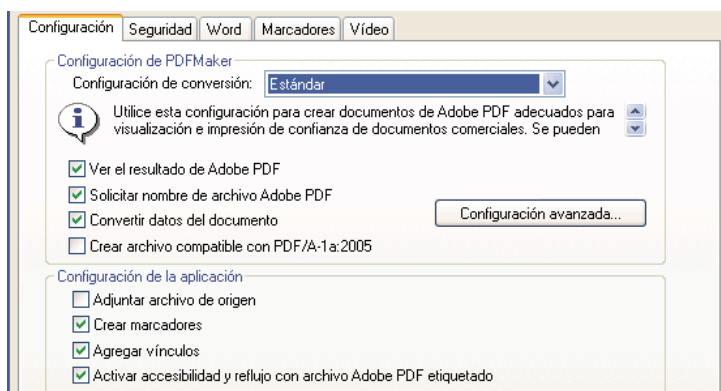 Configuración Seguridad Word Marcadores Vídeo
Configuración de PDFMaker
Configuración de conversión: Estándar
Utilice esta configuración para crear documentos de Adobe PDF adecuados para
visualización e impresión de confianza de documentos comerciales. Se pueden
Ver el resultado de Adobe PDF
Solicitar nombre de archivo Adobe PDF
Convertir datos del documento
Configuración avanzada...
Crear archivo compatible con PDF/A-1a:2005
Configuración de la aplicación
Adjuntar archivo de origen
Crear marcadores
Agregar vínculos
Activar accesibilidad y reflujo con archivo Adobe PDF etiquetado